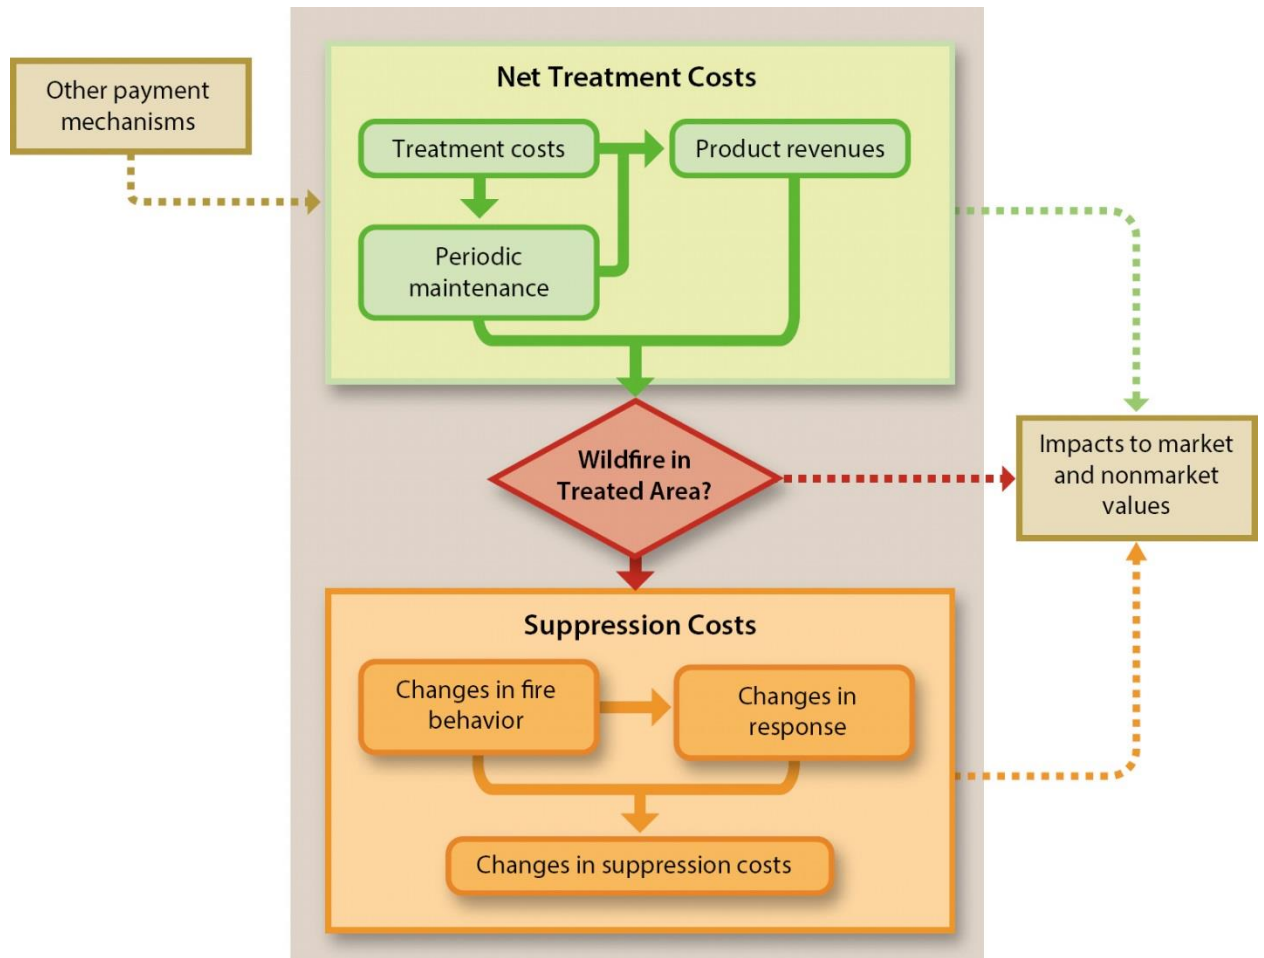 Other payment
mechanisms
Net Treatment Costs
Treatment costs
Product revenues
Periodic
maintenance
Wildfire in
Treated Area?
Impacts to market
and nonmarket
values
Suppression Costs
Changes in fire
behavior
Changes in
response
Changes in suppression costs